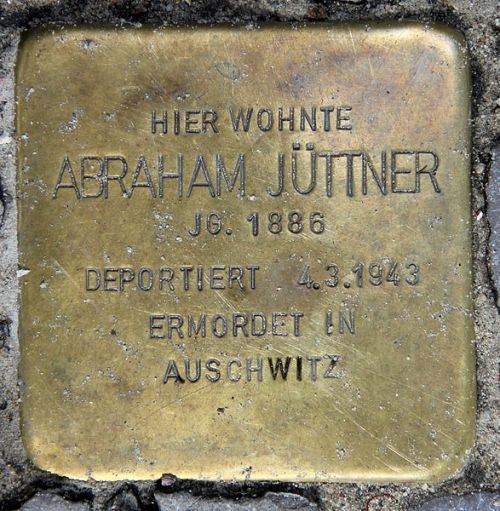 HIER WOHNTE
ABRAHAM JÜTTNER
JG. 1886
DEPORTIERT 4.3.1943
ERMORDET IN
AUSCHWITZ